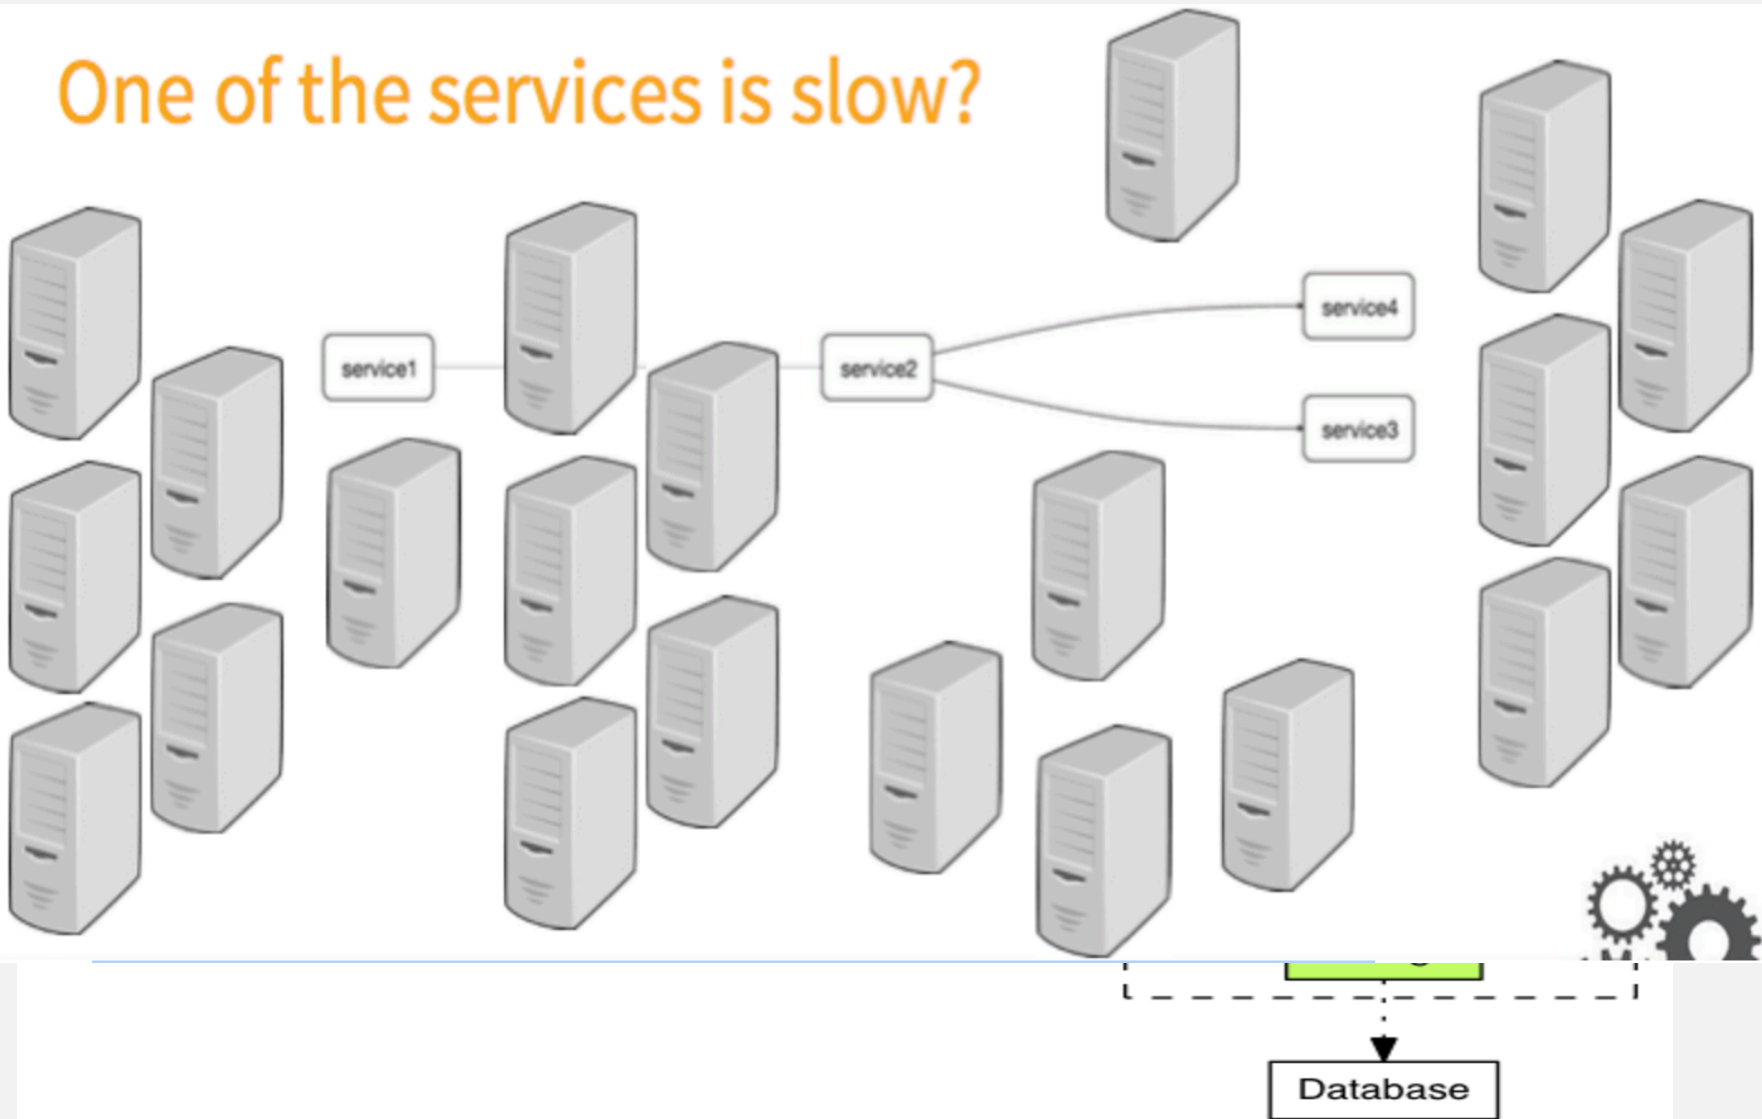 One of the services is slow?
service4
service1
service2
service3
Database